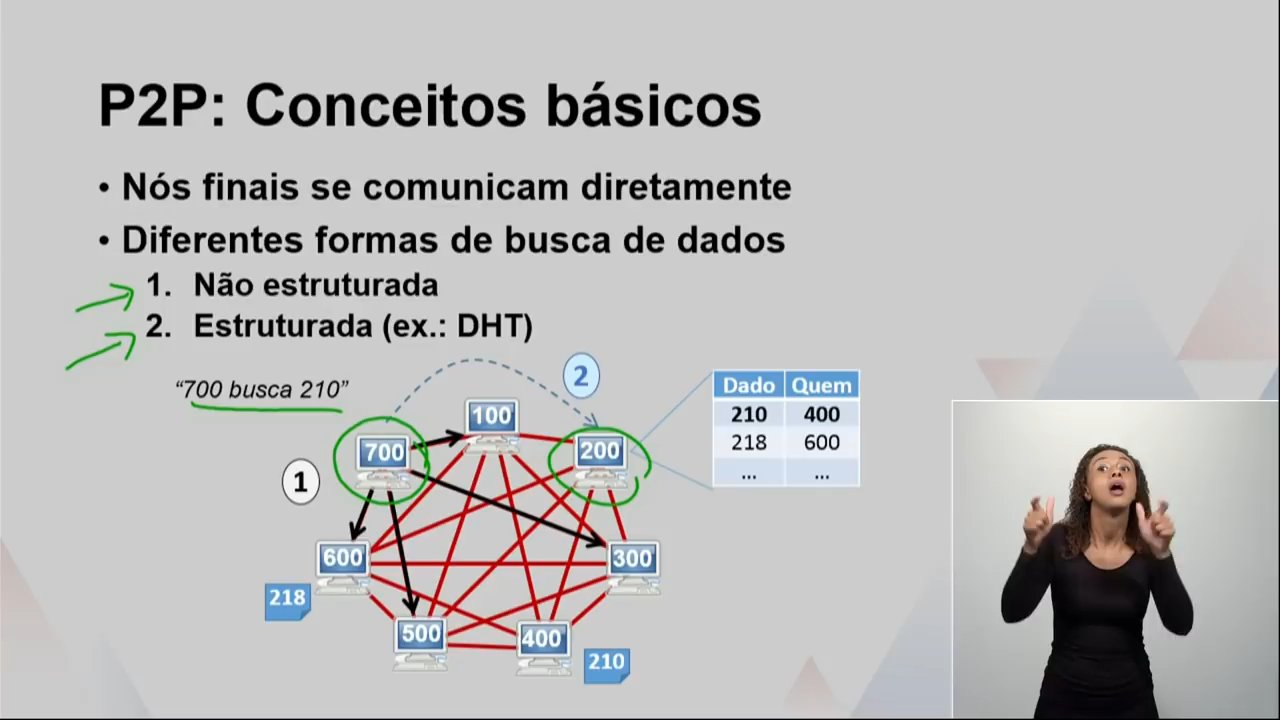 P2P: Conceitos básicos
• Nós finais se comunicam diretamente
• Diferentes formas de busca de dados
1. Não estruturada
2. Estruturada (ex.: DHT)
“700 busca 210”
2
Dado Quem
210 400
218 600
... ...
100
700
200
1
600
300
218
500
400
210